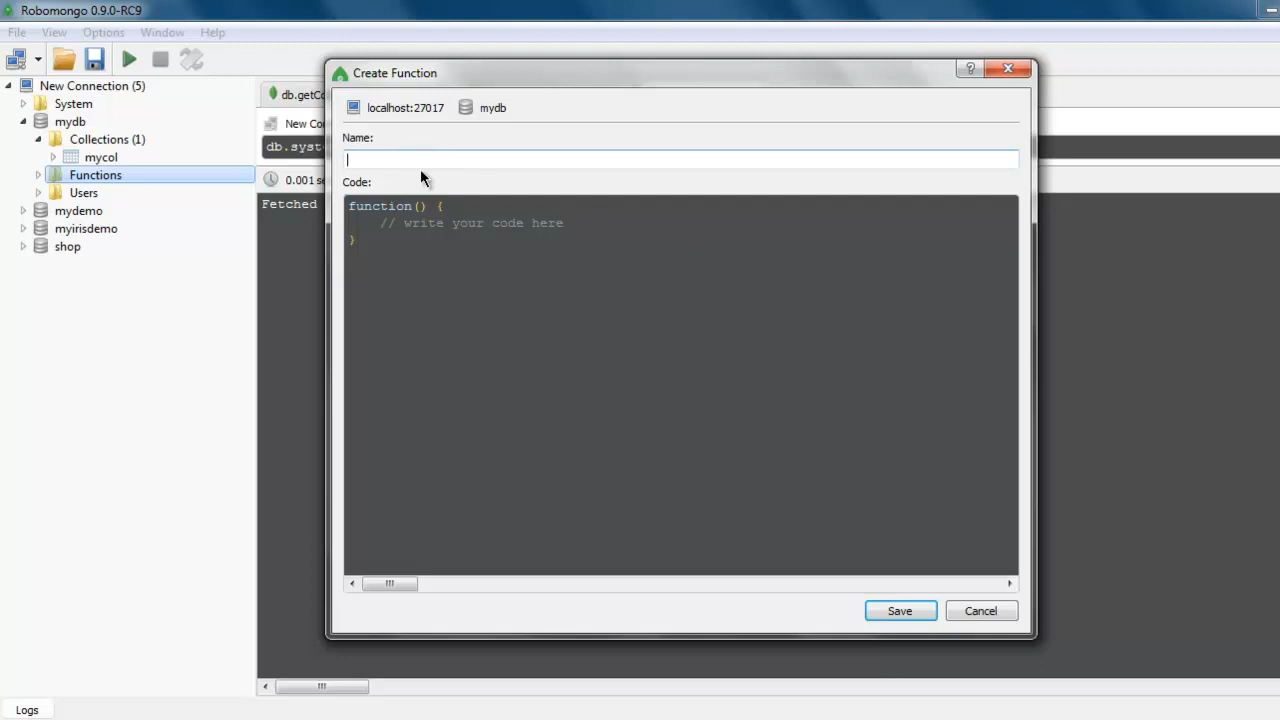 Robomongo 0.9.0-RC9
File View Options Window Help
New Connection (5)
System
mydb
Collections (1)
mycol
Functions
Users
mydemo
myirisdemo
shop
db.getCo
New Con
db.syst
0.001 se
Fetched
Create Function
localhost:27017 mydb
Name:
Code:
function() {
// write your code here
}
Save Cancel
Logs